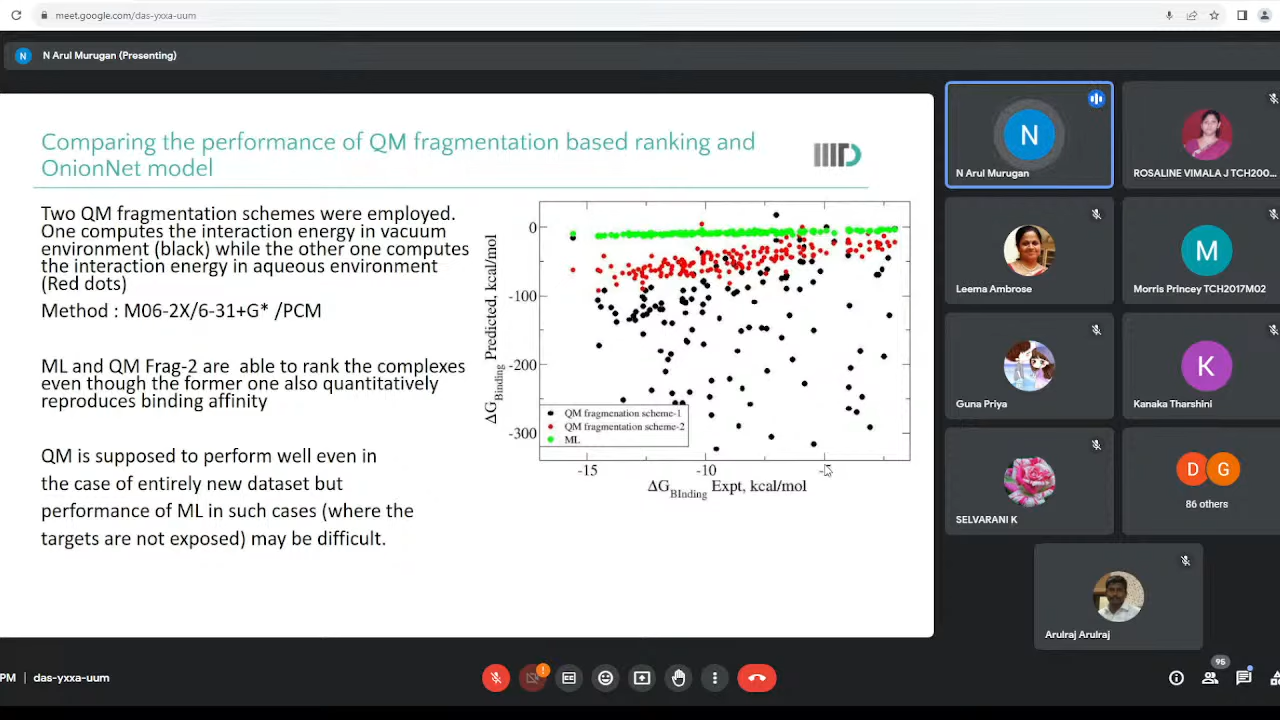 meet.google.com/das-yxxa-uum
N
N Arul Murugan (Presenting)
Comparing the performance of QM fragmentation based ranking and
OnionNet model
Two QM fragmentation schemes were employed.
One computes the interaction energy in vacuum
environment (black) while the other one computes
the interaction energy in aqueous environment
(Red dots)
Method : M06-2X/6-31+G* /PCM
ML and QM Frag-2 are able to rank the complexes
even though the former one also quantitatively
reproduces binding affinity
QM is supposed to perform well even in
the case of entirely new dataset but
performance of ML in such cases (where the
targets are not exposed) may be difficult.
ΔG Binding Predicted, kcal/mol
0
-100
-200
-300
QM fragmenation scheme-1
QM fragmentation scheme-2
ML
-15
-10
-5
ΔG BInding Expt, kcal/mol
N
N Arul Murugan
ROSALINE VIMALA J TCH200...
Leema Ambrose
M
Morris Princey TCH2017M02
Guna Priya
K
Kanaka Tharshini
SELVARANI K
D G
86 others
Arulraj Arulraj
PM | das-yxxa-uum
!
96